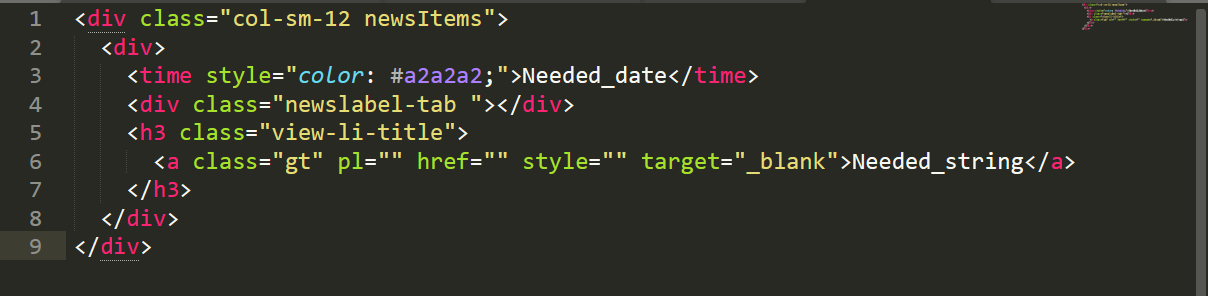 1 <div class="col-sm-12 newsItems">
2   <div>
3     <time style="color: #a2a2a2;">Needed_date</time>
4     <div class="newslabel-tab "></div>
5     <h3 class="view-li-title">
6       <a class="gt" pl="" href="" style="" target="_blank">Needed_string</a>
7     </h3>
8   </div>
9 </div>